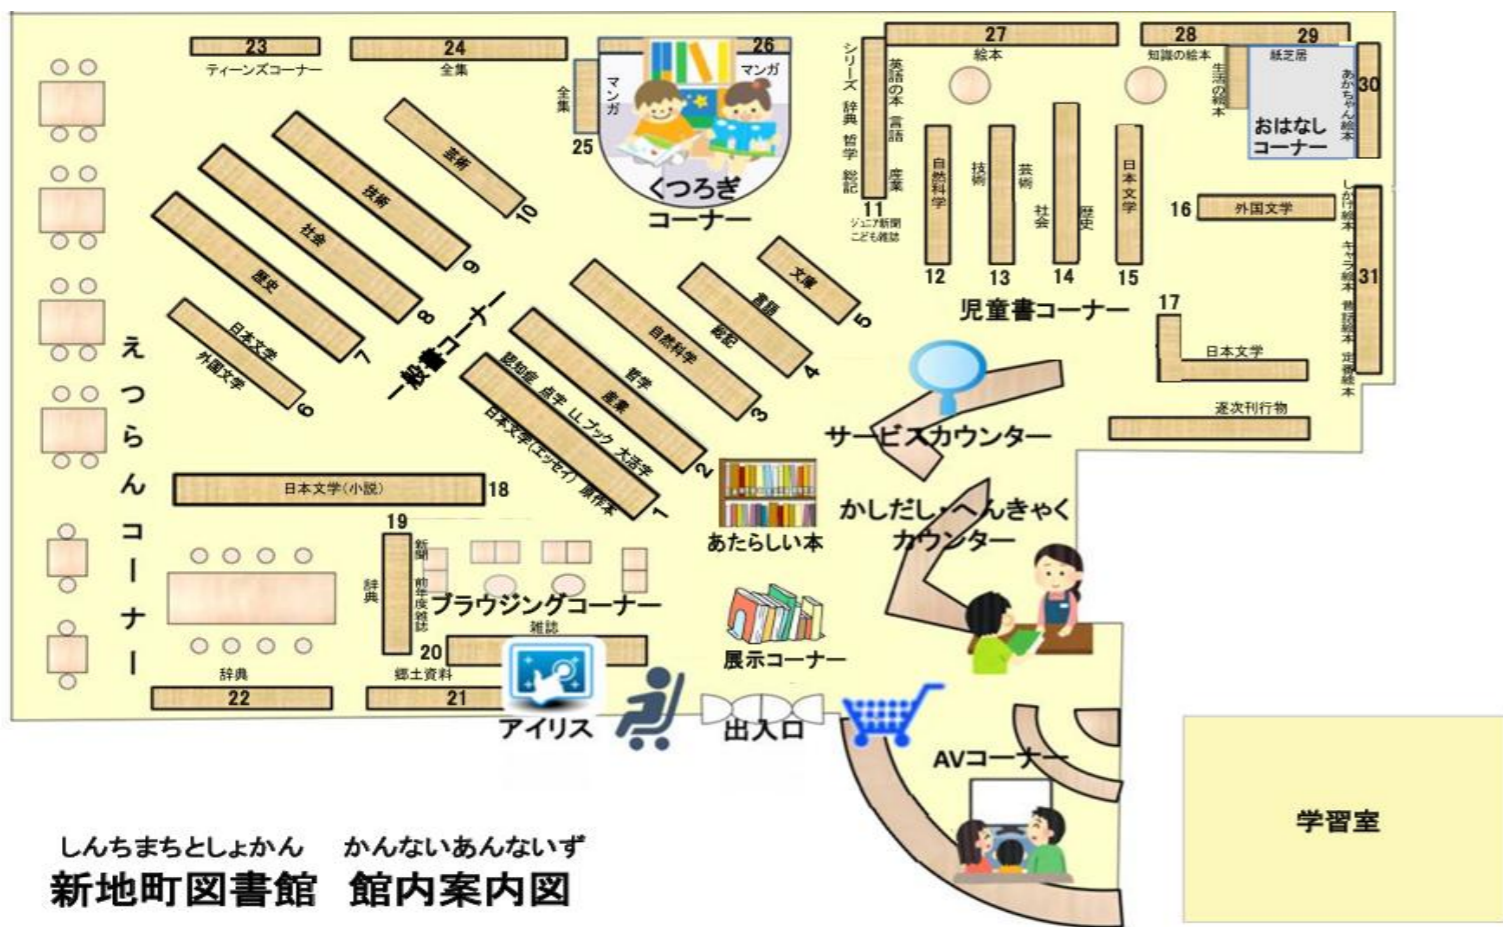 23
ティーンズコーナー
24
全集
26
マンガ
マンガ
全集
25
くつろぎ
コーナー
シリーズ 辞典 哲学 総記
英語の本 言語 産業
11
ジュニア新聞
こども雑誌
27
絵本
28
知識の絵本
29
紙芝居
生活の絵本
あかちゃん絵本
30
おはなし
コーナー
自然科学
12
技術
芸術
13
社会
歴史
14
日本文学
15
16
外国文学
しかけ絵本 キャラ絵本 昔話絵本 定番絵本
31
児童書コーナー
17
日本文学
逐次刊行物
芸術
10
技術
9
社会
8
歴史
7
日本文学
外国文学
6
一般書コーナー
文庫
5
言語
総記
4
自然科学
3
哲学
産業
2
認知症 点字 LLブック 大活字
日本文学(エッセイ) 原作本
1
えつらんコーナー
日本文学(小説)
18
19
辞典
新聞 前年度雑誌
ブラウジングコーナー
雑誌
20
郷土資料
21
辞典
22
サービスカウンター
かしだし・へんきゃく
カウンター
あたらしい本
展示コーナー
アイリス
出入口
AVコーナー
学習室
しんちまちとしょかん かんないあんないず
新地町図書館 館内案内図